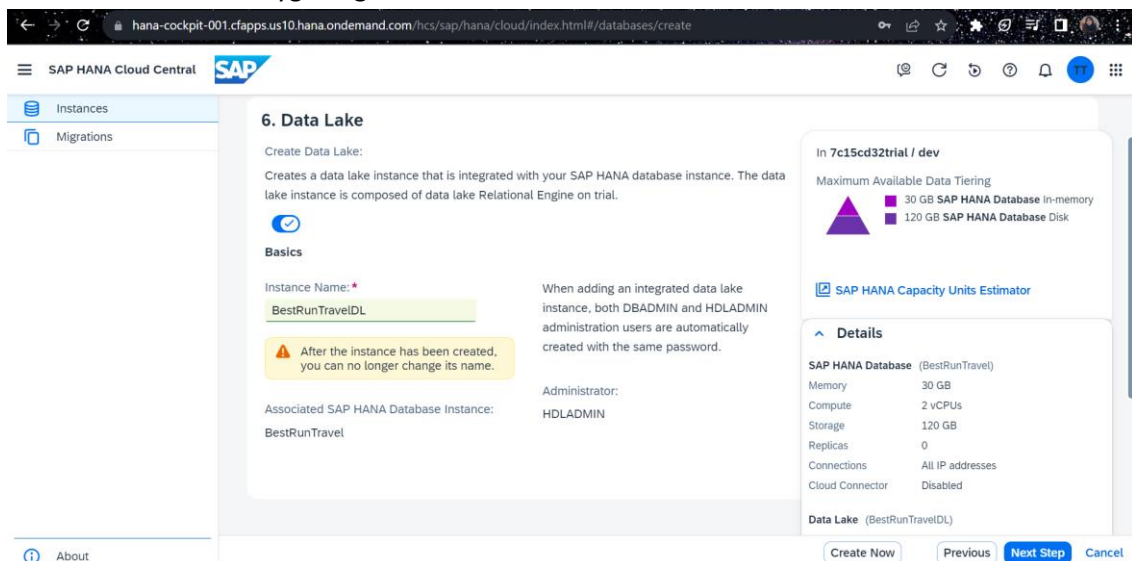 hana-cockpit-001.cfapps.us10.hana.ondemand.com/hcs/sap/hana/cloud/index.html#/databases/create
SAP HANA Cloud Central
SAP
TT
Instances
Migrations
6. Data Lake
Create Data Lake:
Creates a data lake instance that is integrated with your SAP HANA database instance. The data
lake instance is composed of data lake Relational Engine on trial.
Basics
Instance Name: *
BestRunTravelDL
After the instance has been created,
you can no longer change its name.
Associated SAP HANA Database Instance:
BestRunTravel
When adding an integrated data lake
instance, both DBADMIN and HDLADMIN
administration users are automatically
created with the same password.
Administrator:
HDLADMIN
In 7c15cd32trial / dev
Maximum Available Data Tiering
30 GB SAP HANA Database In-memory
120 GB SAP HANA Database Disk
SAP HANA Capacity Units Estimator
Details
SAP HANA Database (BestRunTravel)
Memory 30 GB
Compute 2 vCPUs
Storage 120 GB
Replicas 0
Connections All IP addresses
Cloud Connector Disabled
Data Lake (BestRunTravelDL)
About
Create Now Previous Next Step Cancel